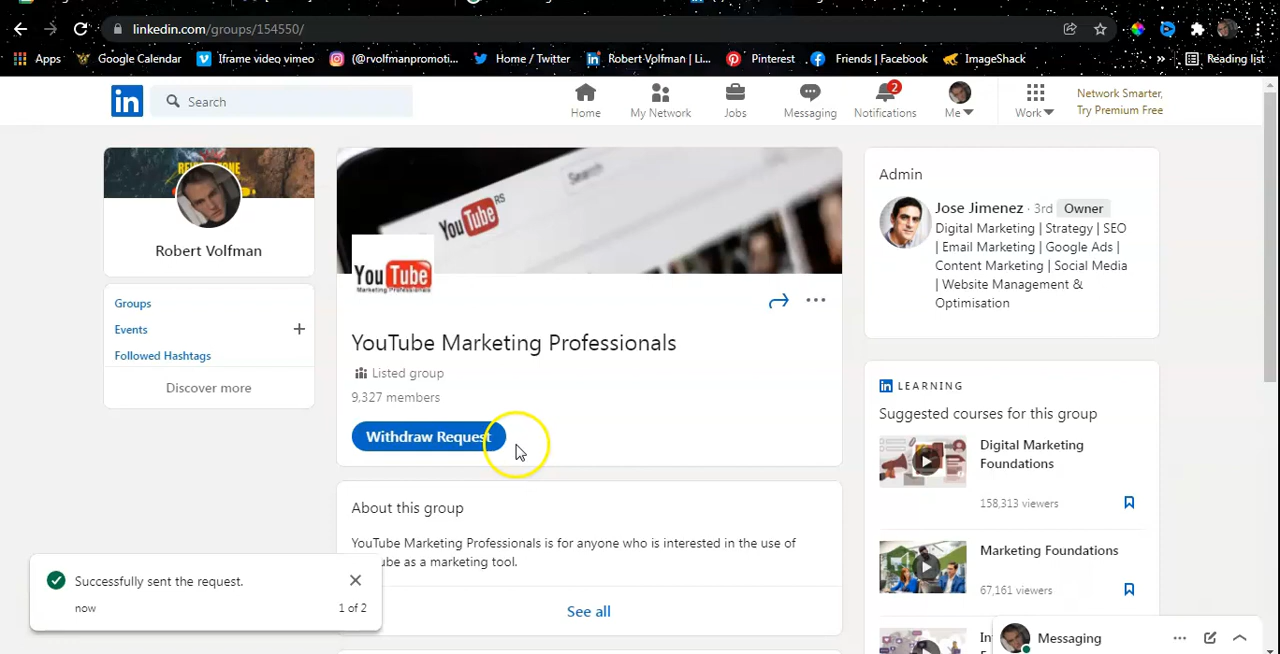 linkedin.com/groups/154550/
Apps
Google Calendar
Iframe video vimeo
(@rvolfmanpromoti...
Home / Twitter
Robert Volfman | Li...
Pinterest
Friends | Facebook
ImageShack
»
Reading list
in
Search
Home
My Network
Jobs
Messaging
2
Notifications
Me
Work
Network Smarter,
Try Premium Free
Robert Volfman
Groups
Events
Followed Hashtags
Discover more
Search
YouTube RS
YouTube
Marketing Professionals
YouTube Marketing Professionals
Listed group
9,327 members
Withdraw Request
About this group
YouTube Marketing Professionals is for anyone who is interested in the use of
ube as a marketing tool.
See all
Successfully sent the request.
now
1 of 2
Admin
Jose Jimenez · 3rd Owner
Digital Marketing | Strategy | SEO
| Email Marketing | Google Ads |
Content Marketing | Social Media
| Website Management &
Optimisation
in LEARNING
Suggested courses for this group
Digital Marketing
Foundations
158,313 viewers
Marketing Foundations
67,161 viewers
Messaging